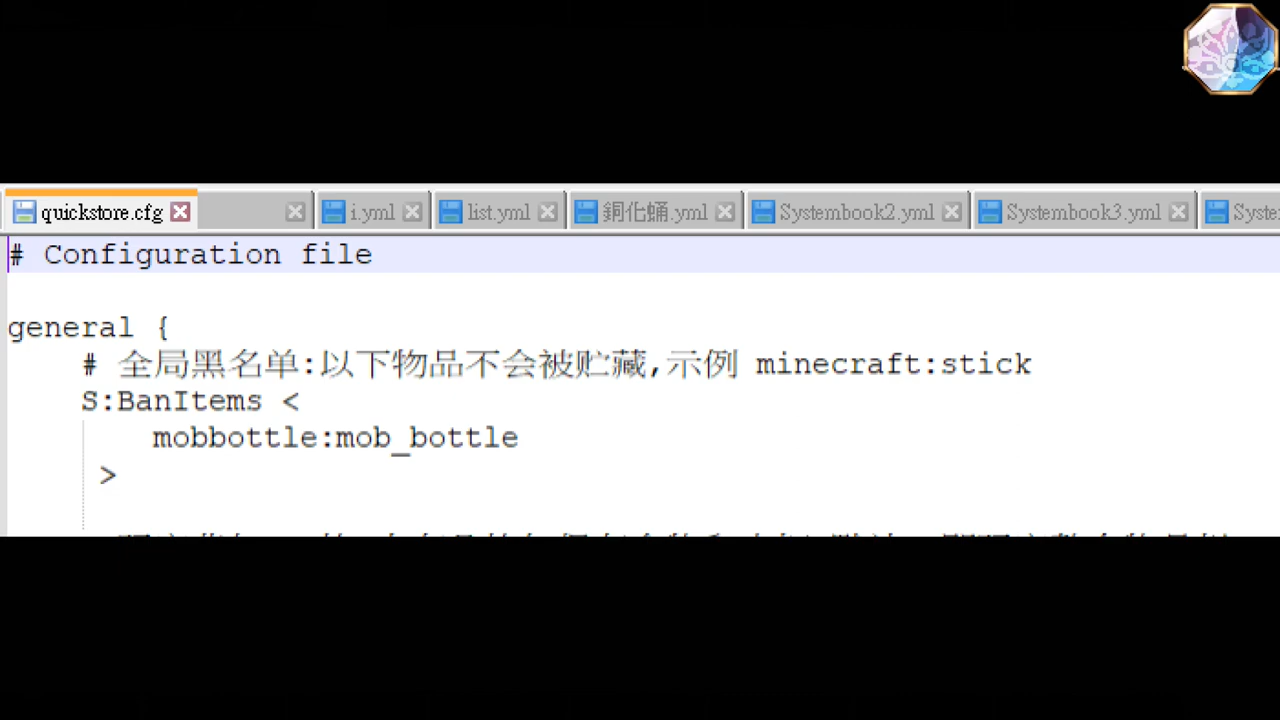 quickstore.cfg i.yml list.yml 銅化蛹.yml Systembook2.yml Systembook3.yml
# Configuration file
general {
# 全局黑名单:以下物品不会被贮藏,示例 minecraft:stick
S:BanItems <
mobbottle:mob_bottle
>